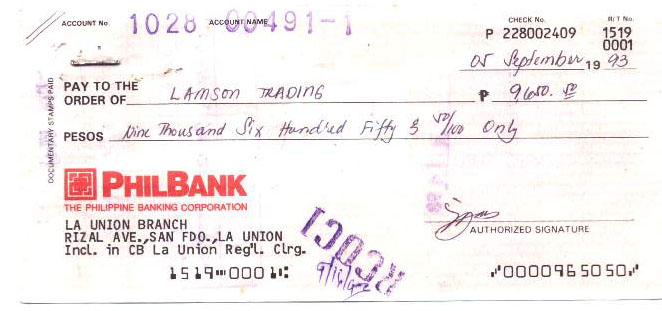 ACCOUNT No. 1028 00491-1 ACCOUNT NAME CHECK No. R/T No.
P 228002409 1519
0001
05 September 19 93
PAY TO THE
ORDER OF LAMSON TRADING ₱ 9,650.50
PESOS Nine Thousand Six Hundred Fifty & 50/100 Only
DOCUMENTARY STAMPS PAID
PHILBANK
THE PHILIPPINE BANKING CORPORATION
LA UNION BRANCH
RIZAL AVE.,SAN FDO.,LA UNION
Incl. in CB La Union Reg'l. Clrg.
AUTHORIZED SIGNATURE
RCOCI
1519 0001
0000965050